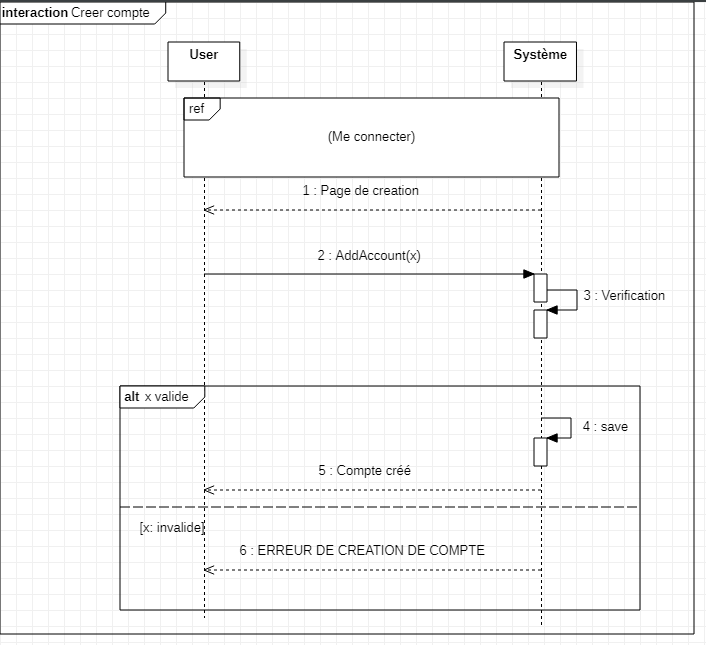 interaction Creer compte
User
Système
ref
(Me connecter)
1 : Page de creation
2 : AddAccount(x)
3 : Verification
alt x valide
4 : save
5 : Compte créé
[x: invalide]
6 : ERREUR DE CREATION DE COMPTE